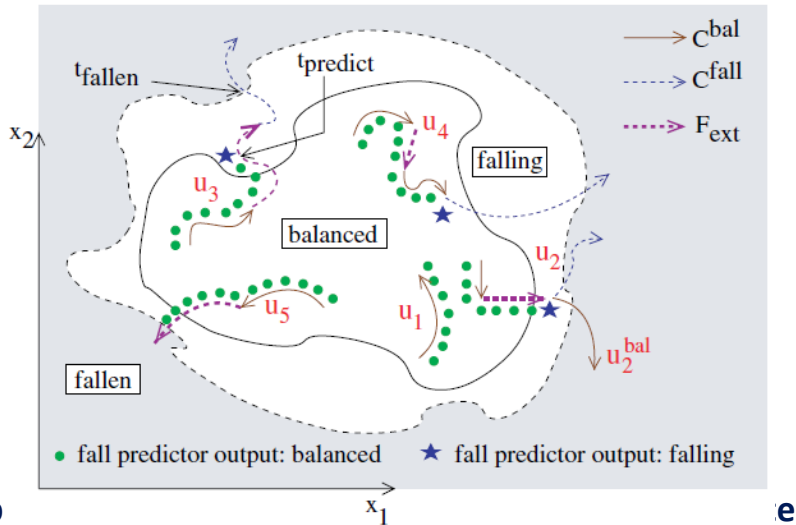 C^bal
t_fallen
t_predict
C^fall
x_2
u_4
F_ext
falling
u_3
balanced
u_2
u_5
u_1
u_2^bal
fallen
fall predictor output: balanced
fall predictor output: falling
x_1